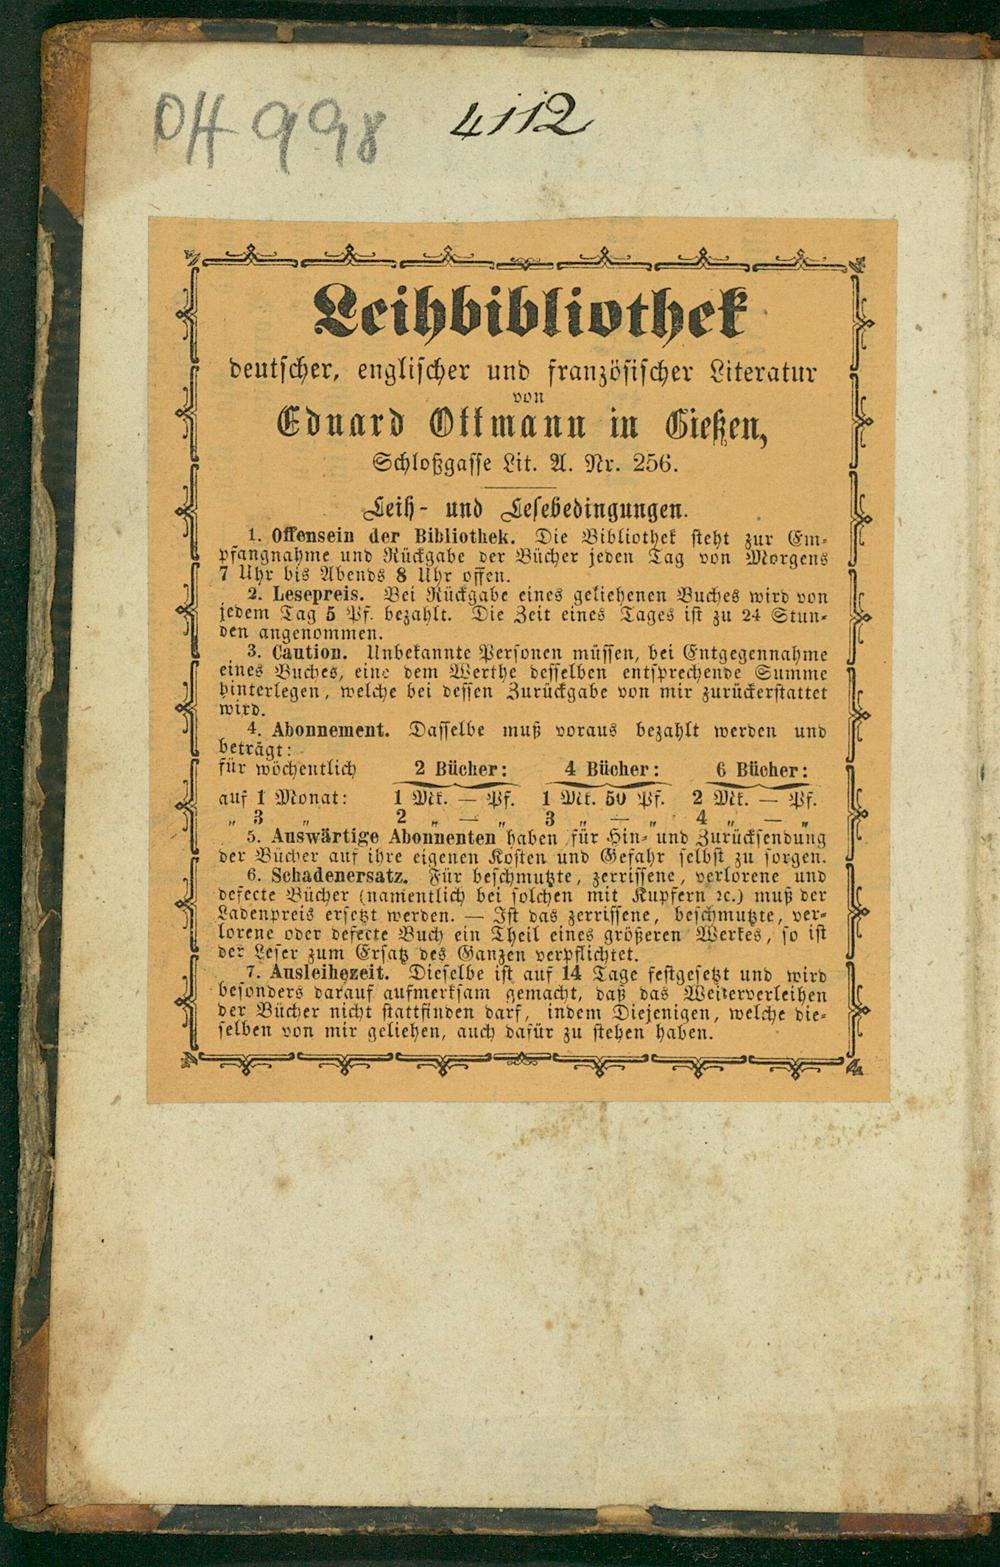 OH 998 4112
Leihbibliothek
deutscher, englischer und französischer Literatur
von
Eduard Ottmann in Gießen,
Schloßgasse Lit. A. Nr. 256.
Leih- und Lesebedingungen.
1. Offensein der Bibliothek. Die Bibliothek steht zur Em-
pfangnahme und Rückgabe der Bücher jeden Tag von Morgens
7 Uhr bis Abends 8 Uhr offen.
2. Lesepreis. Bei Rückgabe eines geliehenen Buches wird von
jedem Tag 5 Pf. bezahlt. Die Zeit eines Tages ist zu 24 Stun-
den angenommen.
3. Caution. Unbekannte Personen müssen, bei Entgegennahme
eines Buches, eine dem Werthe desselben entsprechende Summe
hinterlegen, welche bei dessen Zurückgabe von mir zurückerstattet
wird.
4. Abonnement. Dasselbe muß voraus bezahlt werden und
beträgt:
für wöchentlich 2 Bücher: 4 Bücher: 6 Bücher:
auf 1 Monat: 1 Mk. — Pf. 1 Mk. 50 Pf. 2 Mk. — Pf.
„ 3 „ 2 „ — „ 3 „ — „ 4 „ — „
5. Auswärtige Abonnenten haben für Hin- und Zurücksendung
der Bücher auf ihre eigenen Kosten und Gefahr selbst zu sorgen.
6. Schadenersatz. Für beschmutzte, zerrissene, verlorene und
defecte Bücher (namentlich bei solchen mit Kupfern ꝛc.) muß der
Ladenpreis ersetzt werden. — Ist das zerrissene, beschmutzte, ver-
lorene oder defecte Buch ein Theil eines größeren Werkes, so ist
der Leser zum Ersatz des Ganzen verpflichtet.
7. Ausleihezeit. Dieselbe ist auf 14 Tage festgesetzt und wird
besonders darauf aufmerksam gemacht, daß das Weiterverleihen
der Bücher nicht stattfinden darf, indem Diejenigen, welche die-
selben von mir geliehen, auch dafür zu stehen haben.